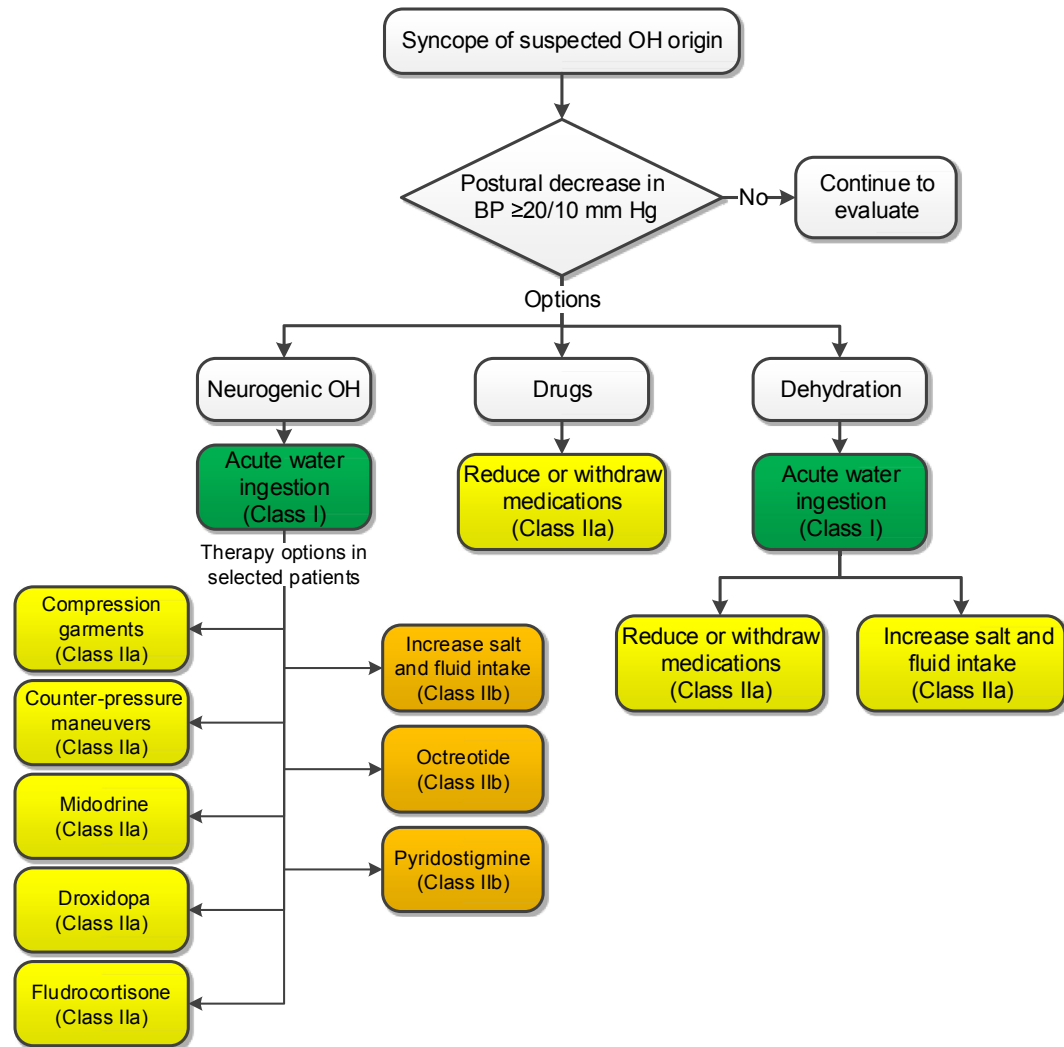 Syncope of suspected OH origin
Postural decrease in
BP ≥20/10 mm Hg
No
Continue to
evaluate
Options
Neurogenic OH
Drugs
Dehydration
Acute water
ingestion
(Class I)
Reduce or withdraw
medications
(Class IIa)
Acute water
ingestion
(Class I)
Therapy options in
selected patients
Compression
garments
(Class IIa)
Counter-pressure
maneuvers
(Class IIa)
Midodrine
(Class IIa)
Droxidopa
(Class IIa)
Fludrocortisone
(Class IIa)
Increase salt
and fluid intake
(Class IIb)
Octreotide
(Class IIb)
Pyridostigmine
(Class IIb)
Reduce or withdraw
medications
(Class IIa)
Increase salt and
fluid intake
(Class IIa)